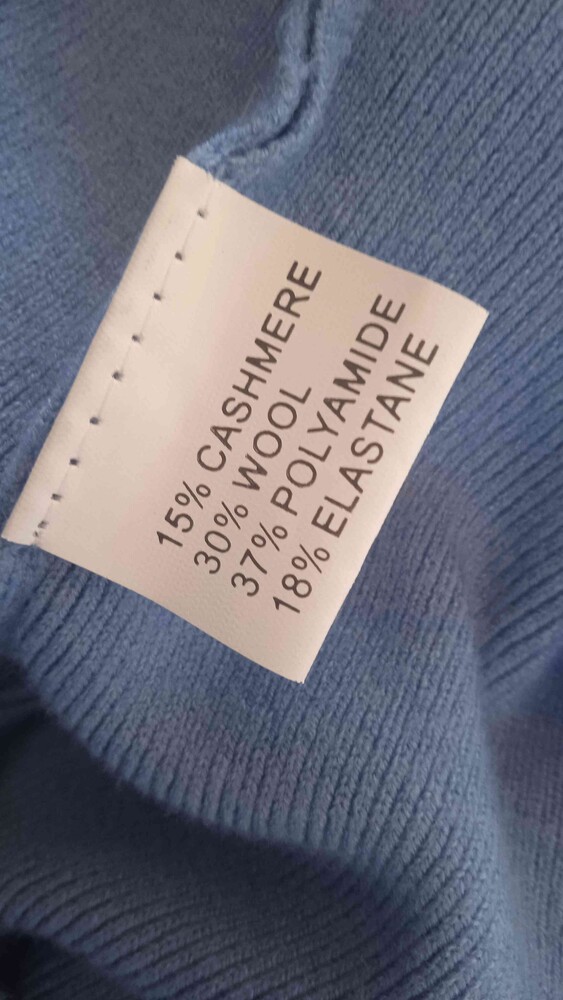 15% CASHMERE
30% WOOL
37% POLYAMIDE
18% ELASTANE